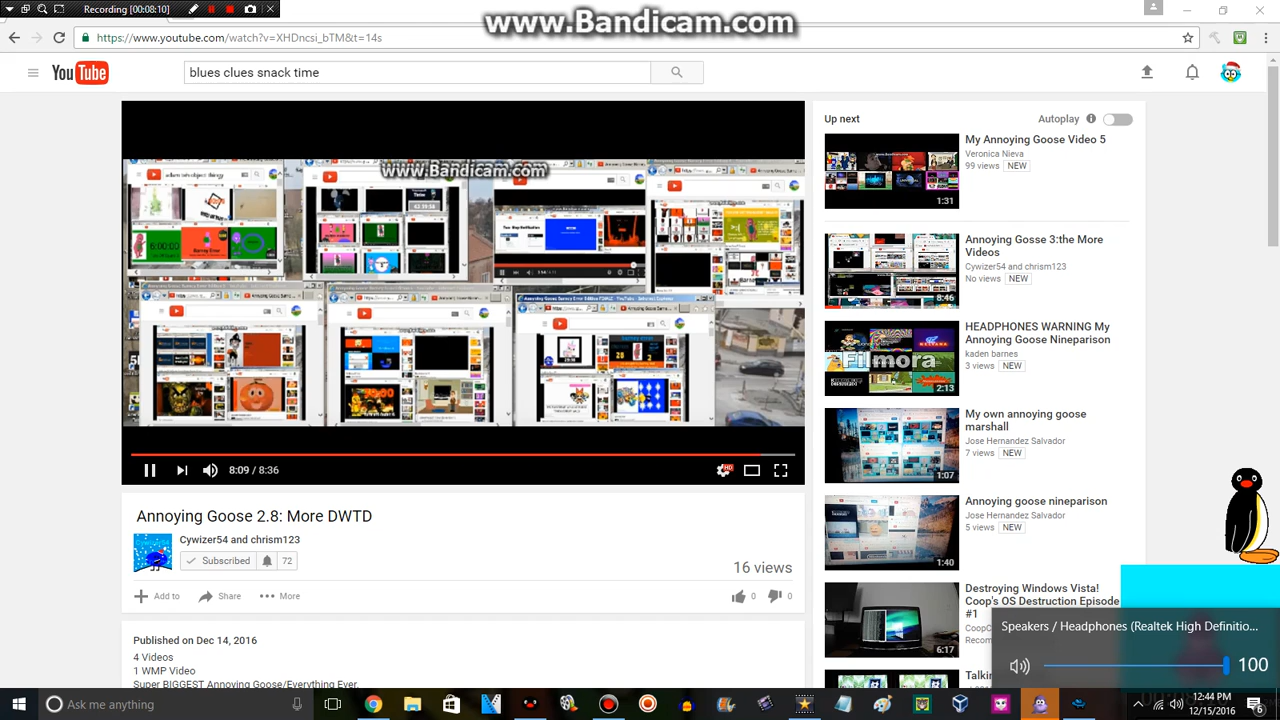 Recording [00:08:10]
www.Bandicam.com
https://www.youtube.com/watch?v=XHDncsi_bTM&t=14s
YouTube
blues clues snack time
www.Bandicam.com
8:09 / 8:36
HD
Annoying Goose 2.8: More DWTD
Cywizer54 and chrism123
Subscribed 72
16 views
Add to Share More 0 0
Published on Dec 14, 2016
4 Videos
1 WMP Video
Super BIGGEST Annoying Goose/Everything Ever.
Up next Autoplay
My Annoying Goose Video 5
Veronica Nieva
99 views NEW
1:31
Annoying Gosse 3:the More
Videos
Cywizer54 and chrism123
No views NEW
8:46
HEADPHONES WARNING My
Annoying Goose Nineparison
kaden barnes
3 views NEW
filmora
2:13
My own annoying goose
marshall
Jose Hernandez Salvador
7 views NEW
1:07
Annoying goose nineparison
Jose Hernandez Salvador
5 views NEW
1:40
Destroying Windows Vista!
Coop's OS Destruction Episode
#1
6:17
Speakers / Headphones (Realtek High Definitio...
100
Ask me anything
12:44 PM
12/15/2016
6